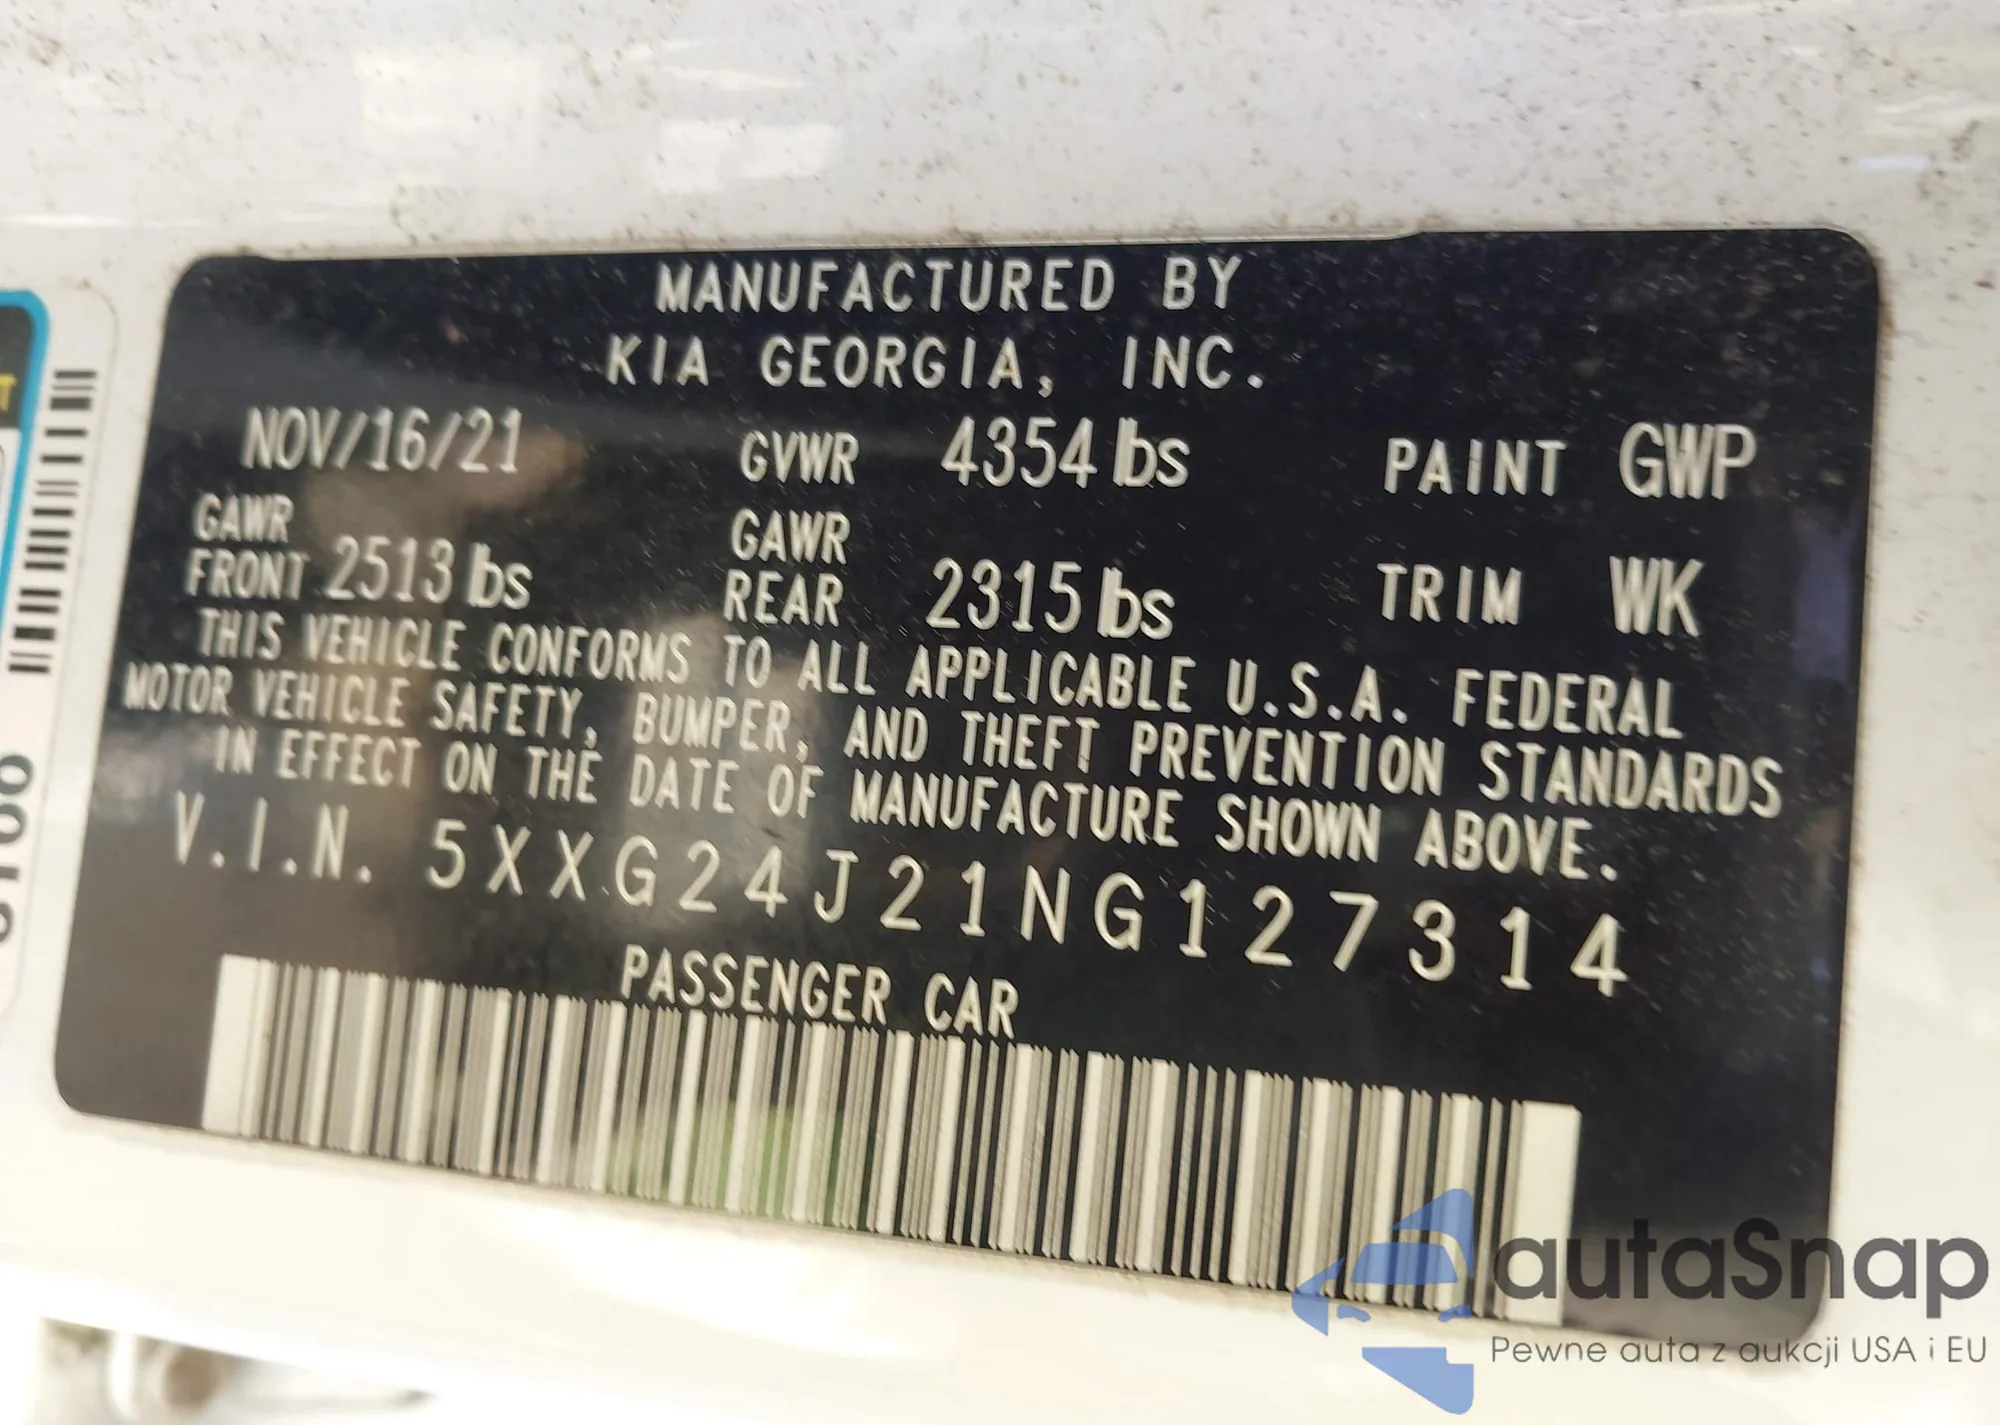 MANUFACTURED BY
KIA GEORGIA, INC.
NOV/16/21 GVWR 4354 lbs PAINT GWP
GAWR GAWR
FRONT 2513 lbs REAR 2315 lbs TRIM WK
THIS VEHICLE CONFORMS TO ALL APPLICABLE U.S.A. FEDERAL
MOTOR VEHICLE SAFETY, BUMPER, AND THEFT PREVENTION STANDARDS
IN EFFECT ON THE DATE OF MANUFACTURE SHOWN ABOVE.
V.I.N. 5XXG24J21NG127314
PASSENGER CAR
autaSnap
Pewne auta z aukcji USA i EU